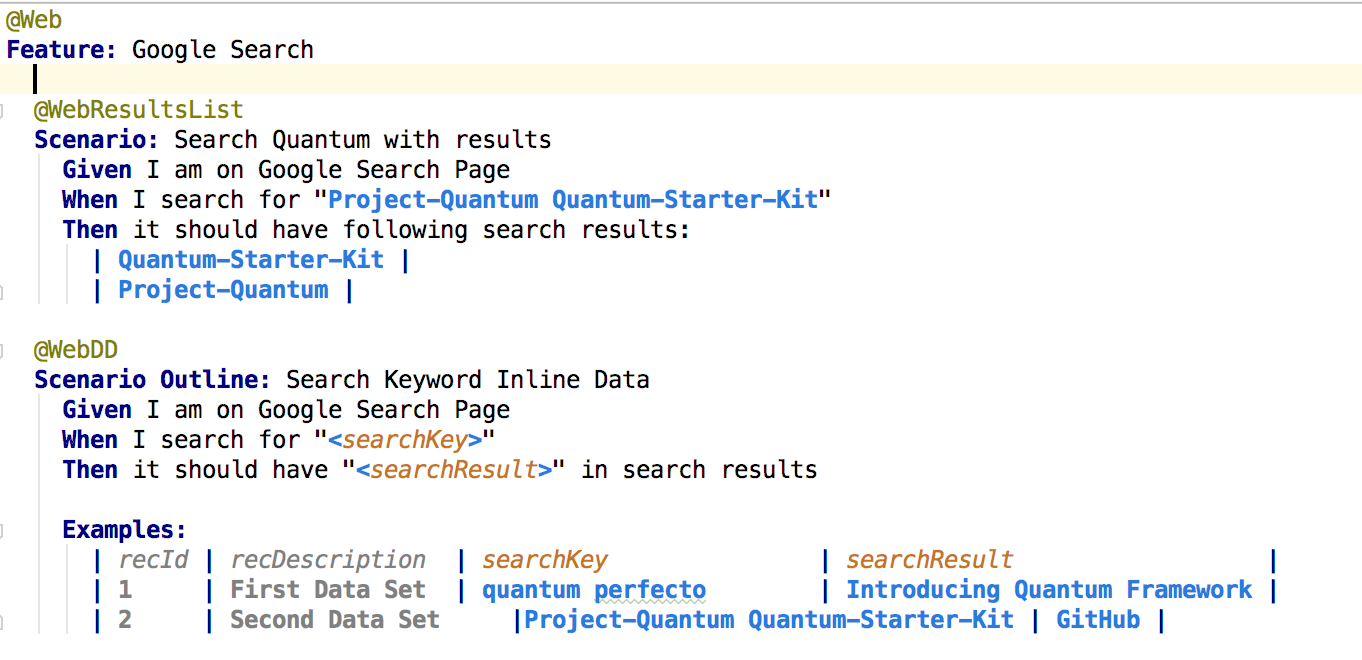 @Web
Feature: Google Search
@WebResultsList
Scenario: Search Quantum with results
Given I am on Google Search Page
When I search for "Project-Quantum Quantum-Starter-Kit"
Then it should have following search results:
| Quantum-Starter-Kit |
| Project-Quantum |
@WebDD
Scenario Outline: Search Keyword Inline Data
Given I am on Google Search Page
When I search for "<searchKey>"
Then it should have "<searchResult>" in search results
Examples:
| recId | recDescription | searchKey | searchResult |
| 1 | First Data Set | quantum perfecto | Introducing Quantum Framework |
| 2 | Second Data Set |Project-Quantum Quantum-Starter-Kit | GitHub |